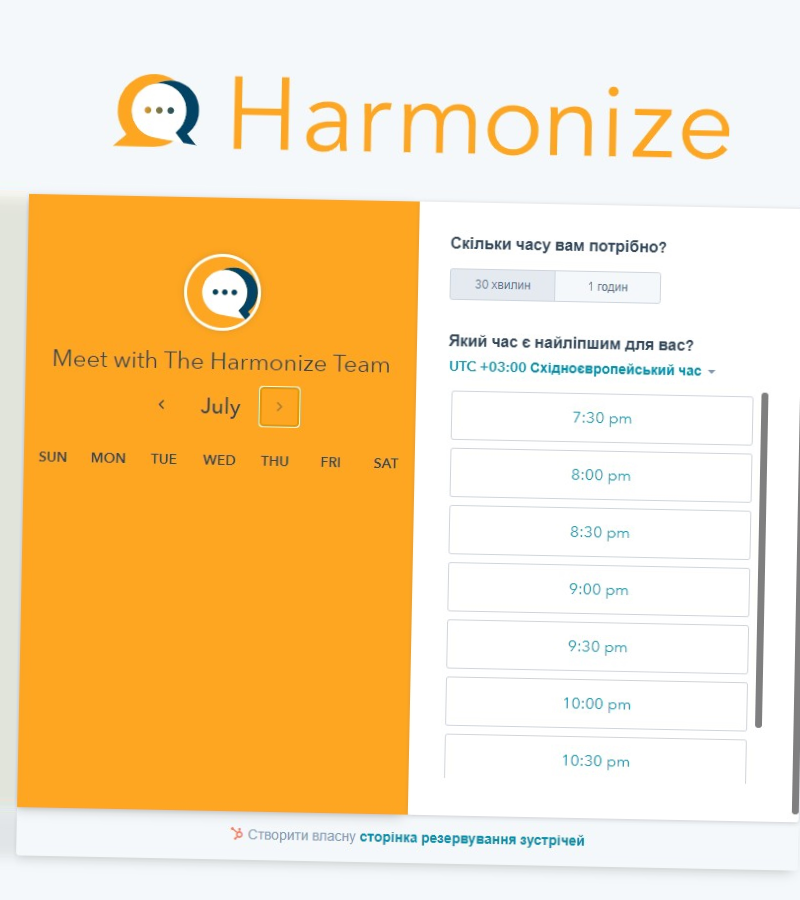 Harmonize
Meet with The Harmonize Team
July
SUN MON TUE WED THU FRI SAT
Скільки часу вам потрібно?
30 хвилин 1 годин
Який час є найліпшим для вас?
UTC +03:00 Східноєвропейський час
7:30 pm
8:00 pm
8:30 pm
9:00 pm
9:30 pm
10:00 pm
10:30 pm
Створити власну сторінка резервування зустрічей